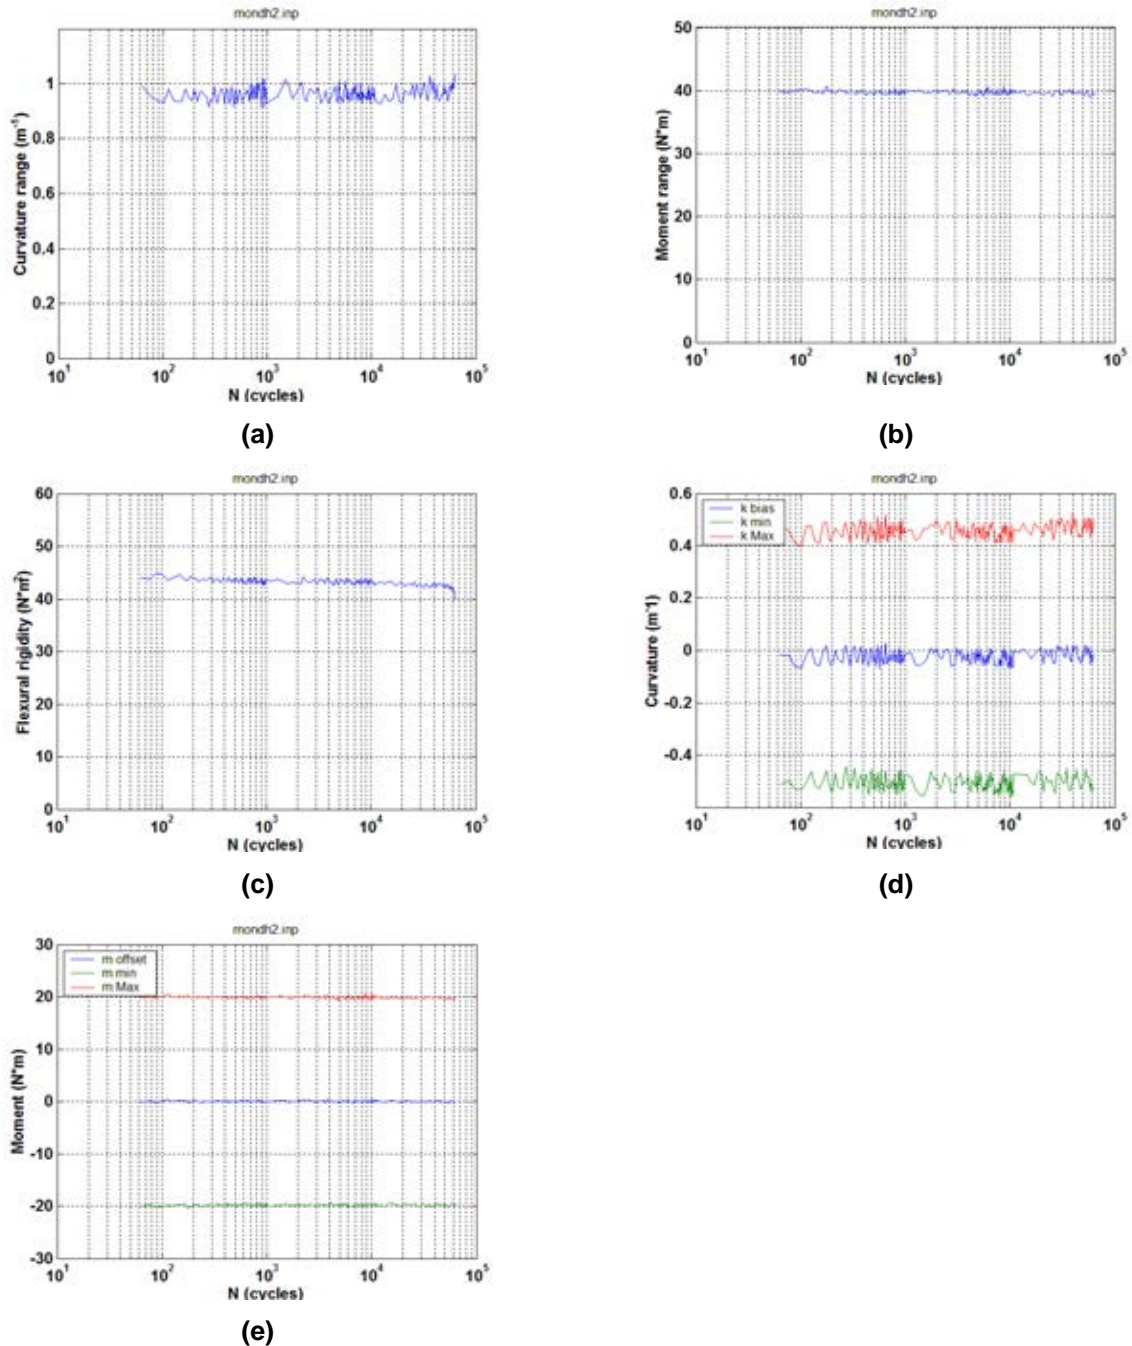 mondh2.inp
1
0.8
0.6
0.4
0.2
0
Curvature range (m⁻¹)
10¹ 10² 10³ 10⁴ 10⁵
N (cycles)
(a)
mondh2.inp
50
40
30
20
10
0
Moment range (N*m)
10¹ 10² 10³ 10⁴ 10⁵
N (cycles)
(b)
mondh2.inp
60
50
40
30
20
10
0
Flexural rigidity (N*m²)
10¹ 10² 10³ 10⁴ 10⁵
N (cycles)
(c)
mondh2.inp
k bias
k min
k Max
0.6
0.4
0.2
0
-0.2
-0.4
Curvature (m⁻1)
10¹ 10² 10³ 10⁴ 10⁵
N (cycles)
(d)
mondh2.inp
m offset
m min
m Max
30
20
10
0
-10
-20
-30
Moment (N*m)
10¹ 10² 10³ 10⁴ 10⁵
N (cycles)
(e)